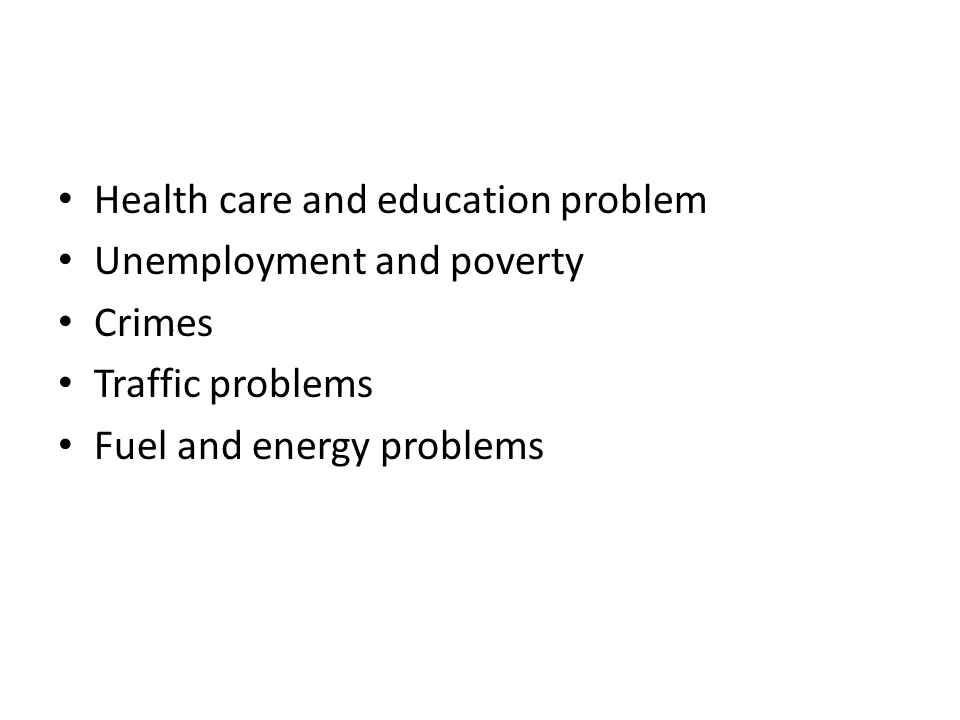 • Health care and education problem
• Unemployment and poverty
• Crimes
• Traffic problems
• Fuel and energy problems